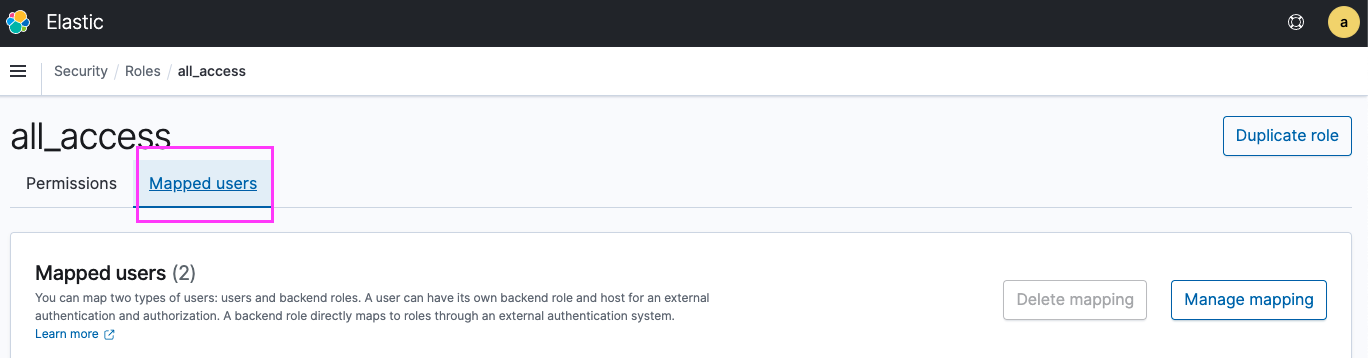 Elastic
a
Security / Roles / all_access
all_access
Duplicate role
Permissions
Mapped users
Mapped users (2)
You can map two types of users: users and backend roles. A user can have its own backend role and host for an external
authentication and authorization. A backend role directly maps to roles through an external authentication system.
Learn more
Delete mapping
Manage mapping